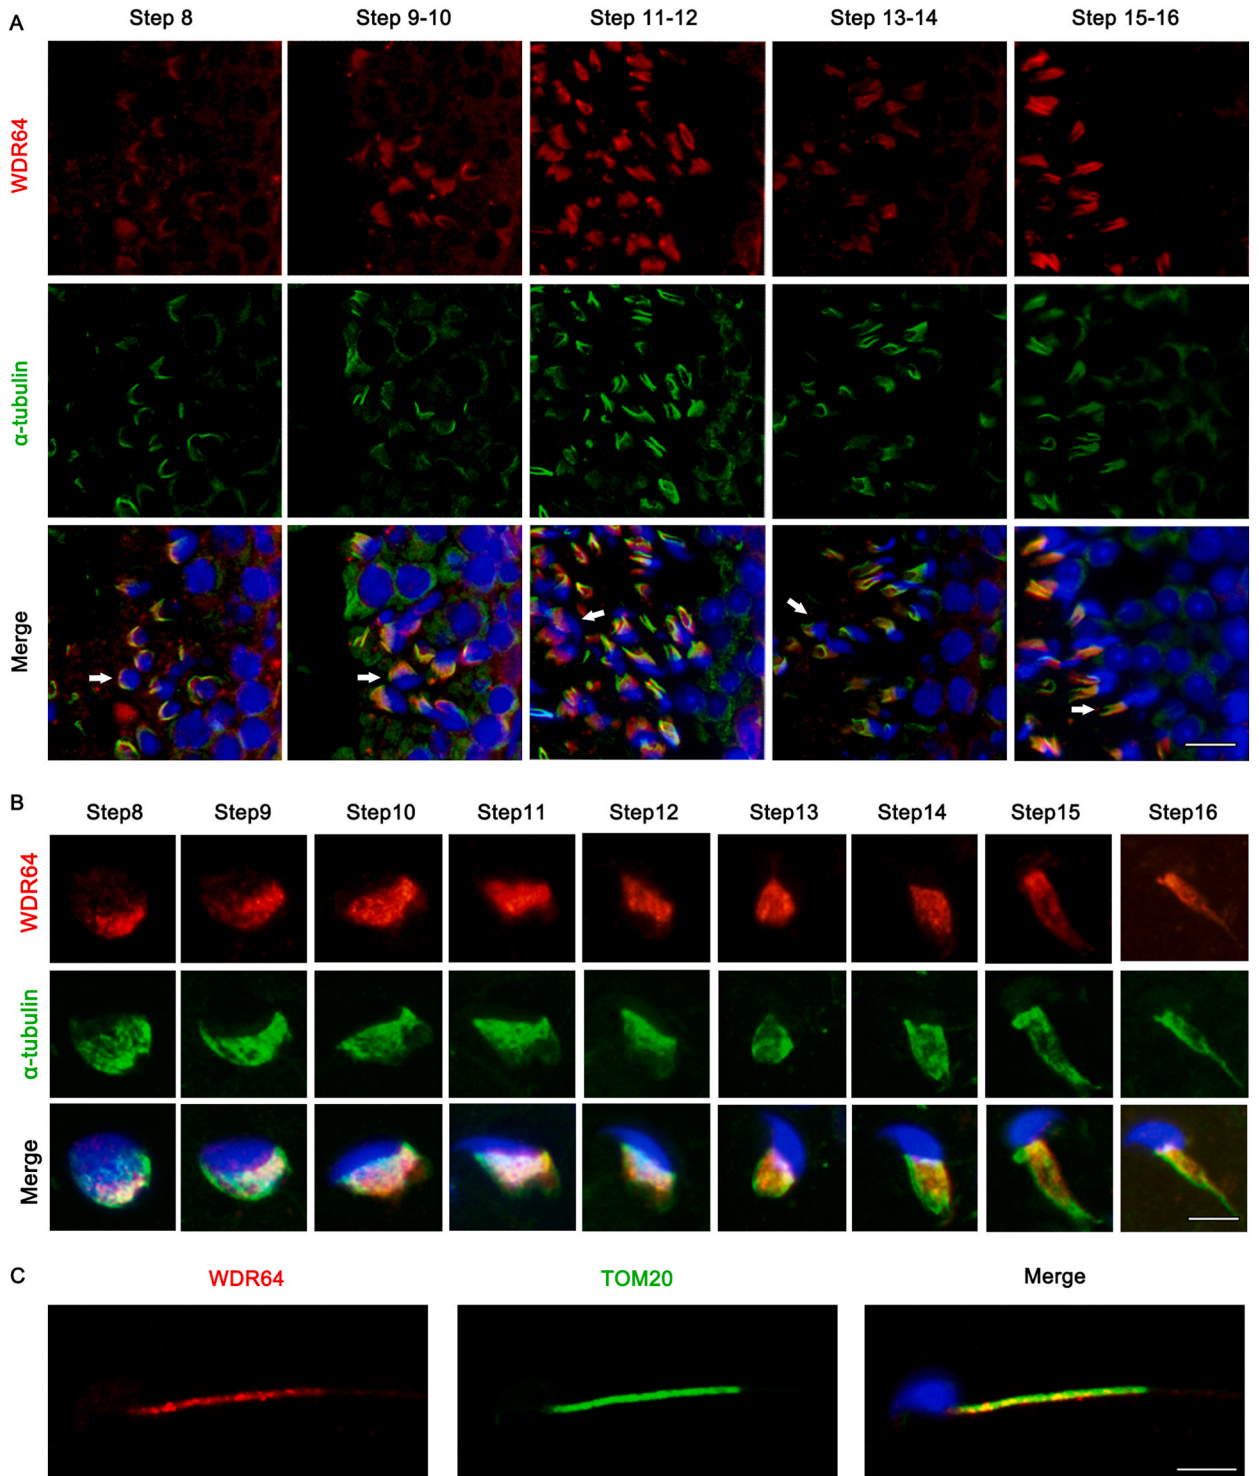 A
Step 8 Step 9-10 Step 11-12 Step 13-14 Step 15-16
WDR64
α-tubulin
Merge
B
Step8 Step9 Step10 Step11 Step12 Step13 Step14 Step15 Step16
WDR64
α-tubulin
Merge
C
WDR64 TOM20 Merge